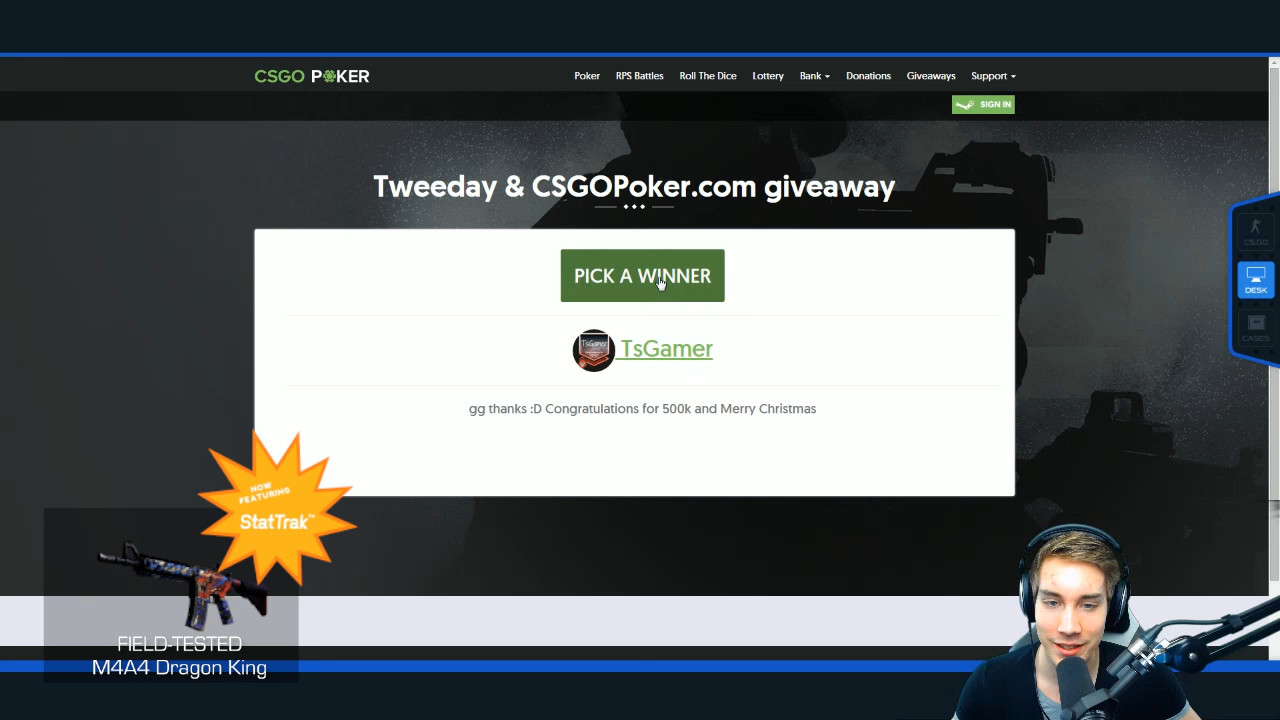 CSGO POKER
Poker RPS Battles Roll The Dice Lottery Bank Donations Giveaways Support
SIGN IN
Tweeday & CSGOPoker.com giveaway
PICK A WINNER
TsGamer
TsGamer
gg thanks :D Congratulations for 500k and Merry Christmas
CSGO
DESK
CASES
NOW
FEATURING
StatTrak™
FIELD-TESTED
M4A4 Dragon King